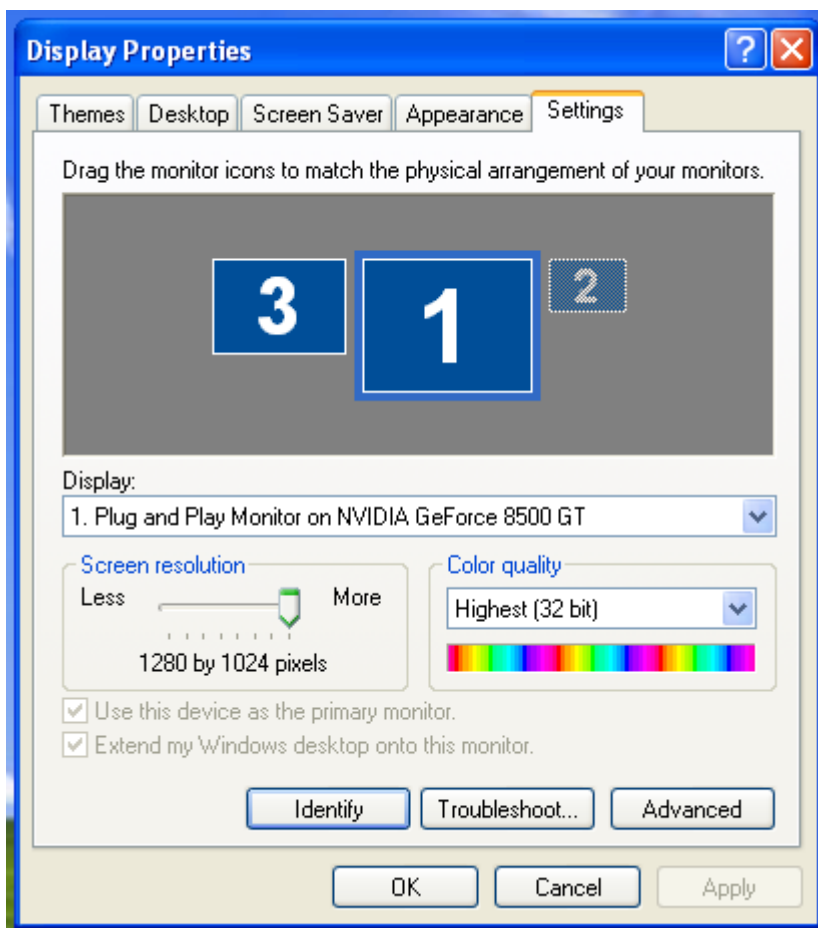 Display Properties
Themes Desktop Screen Saver Appearance Settings
Drag the monitor icons to match the physical arrangement of your monitors.
3 1 2
Display:
1. Plug and Play Monitor on NVIDIA GeForce 8500 GT
Screen resolution
Less More
1280 by 1024 pixels
Color quality
Highest (32 bit)
Use this device as the primary monitor.
Extend my Windows desktop onto this monitor.
Identify Troubleshoot... Advanced
OK Cancel Apply